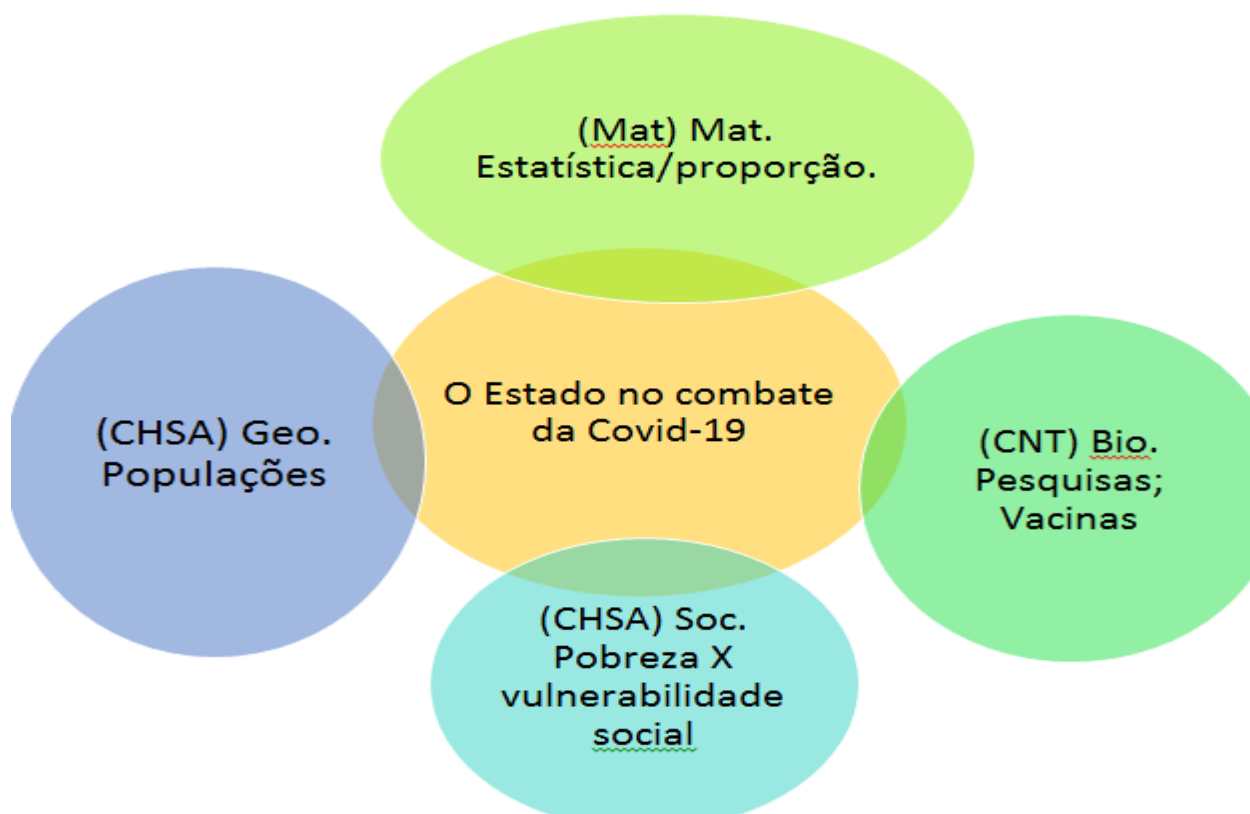 (Mat) Mat.
Estatística/proporção.
O Estado no combate
da Covid-19
(CHSA) Geo.
Populações
(CNT) Bio.
Pesquisas;
Vacinas
(CHSA) Soc.
Pobreza X
vulnerabilidade
social